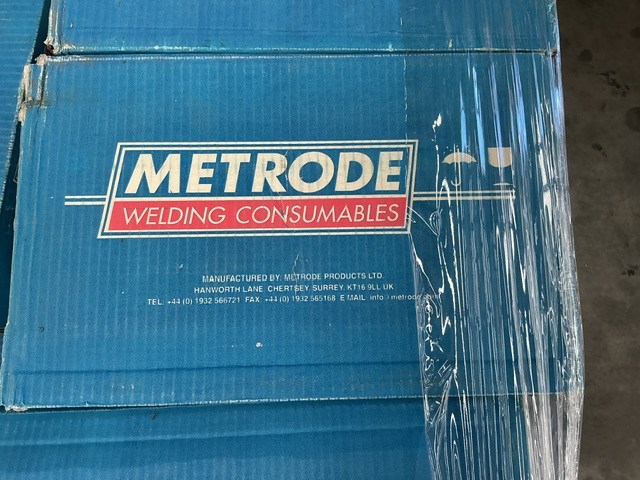 METRODE
WELDING CONSUMABLES
MANUFACTURED BY: METRODE PRODUCTS LTD.
HANWORTH LANE, CHERTSEY, SURREY, KT16 9LL UK
TEL: +44 (0) 1932 566721 FAX: +44 (0) 1932 565168 E MAIL: info